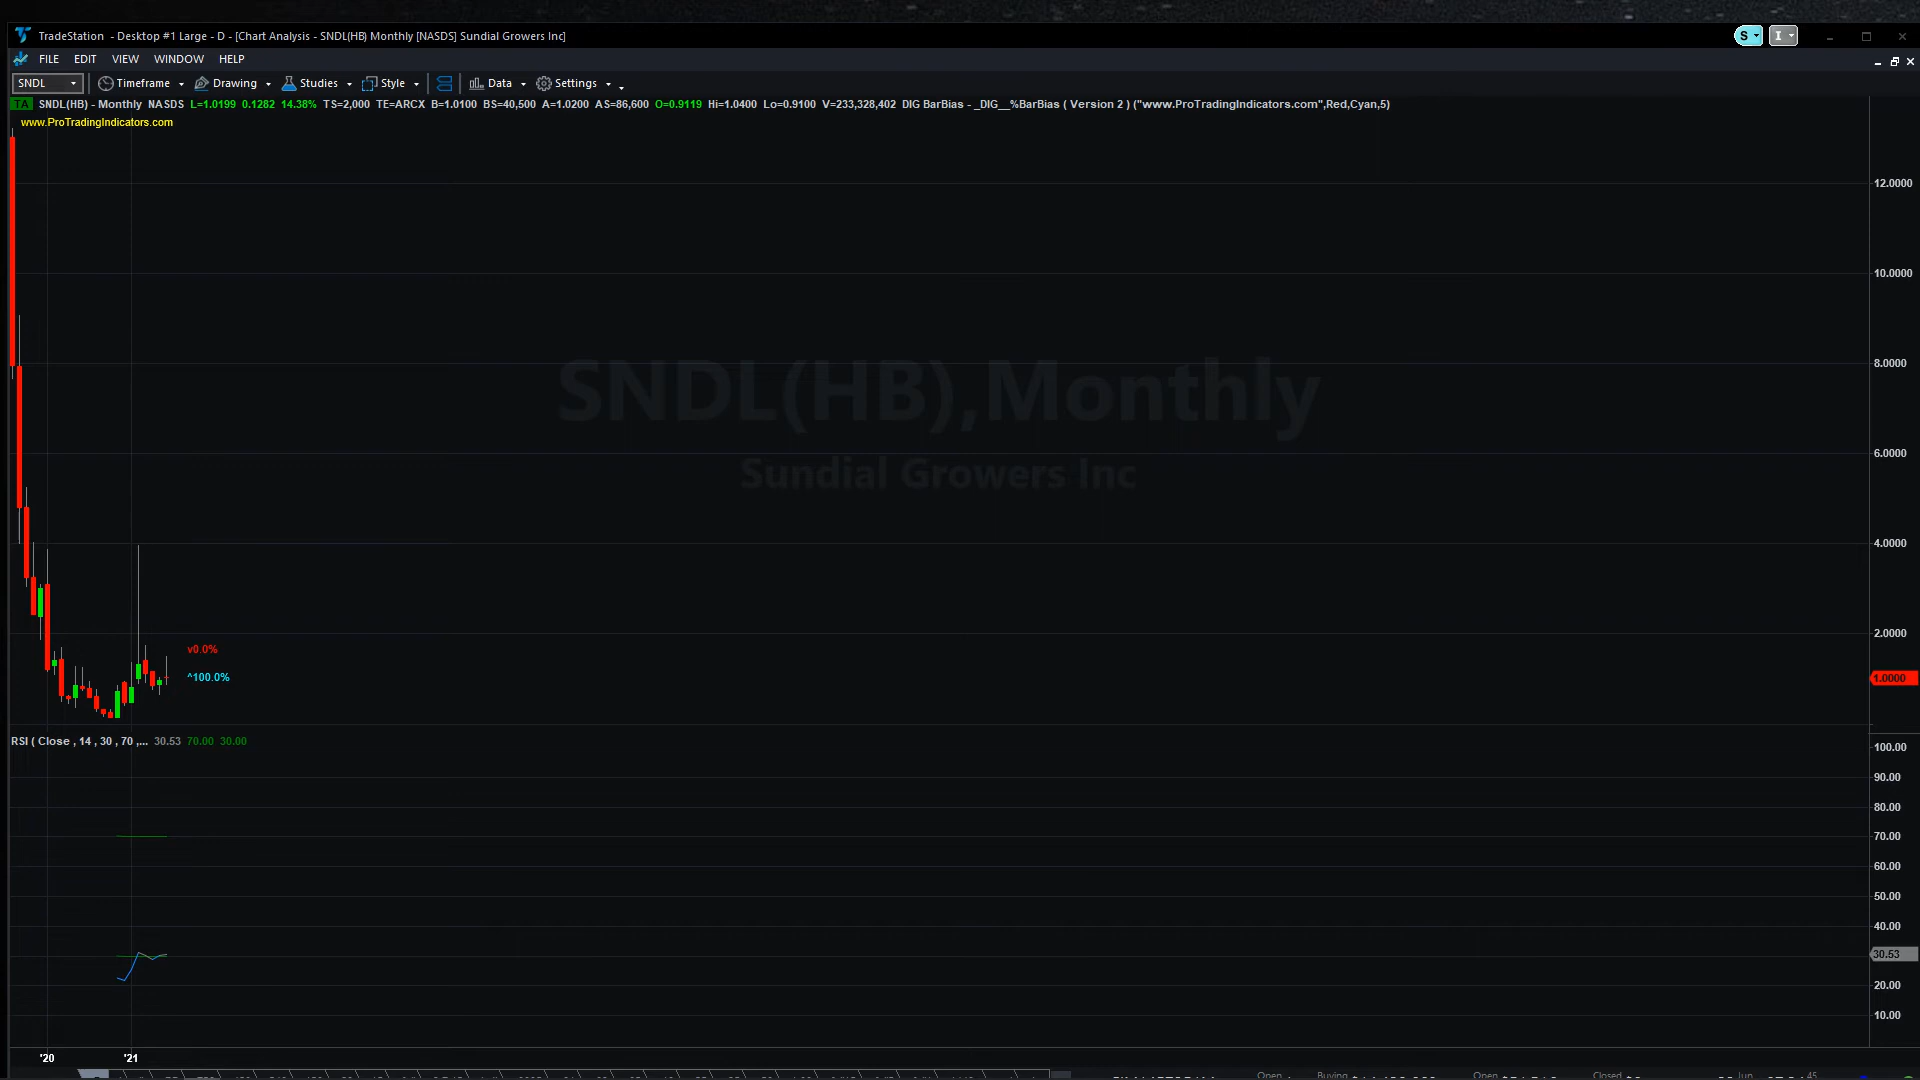 TradeStation - Desktop #1 Large - D - [Chart Analysis - SNDL(HB) Monthly [NASDS] Sundial Growers Inc]
S I
FILE EDIT VIEW WINDOW HELP
SNDL Timeframe Drawing Studies Style Data Settings
TA SNDL(HB) - Monthly NASDS L=1.0199 0.1282 14.38% TS=2,000 TE=ARCX B=1.0100 BS=40,500 A=1.0200 AS=86,600 O=0.9119 Hi=1.0400 Lo=0.9100 V=233,328,402 DIG BarBias - _DIG__%BarBias ( Version 2 ) ("www.ProTradingIndicators.com",Red,Cyan,5)
www.ProTradingIndicators.com
12.0000
10.0000
8.0000
SNDL(HB),Monthly
6.0000
Sundial Growers Inc
4.0000
2.0000
v0.0%
^100.0%
1.0000
RSI ( Close , 14 , 30 , 70 ,... 30.53 70.00 30.00
100.00
90.00
80.00
70.00
60.00
50.00
40.00
30.53
20.00
10.00
'20 '21